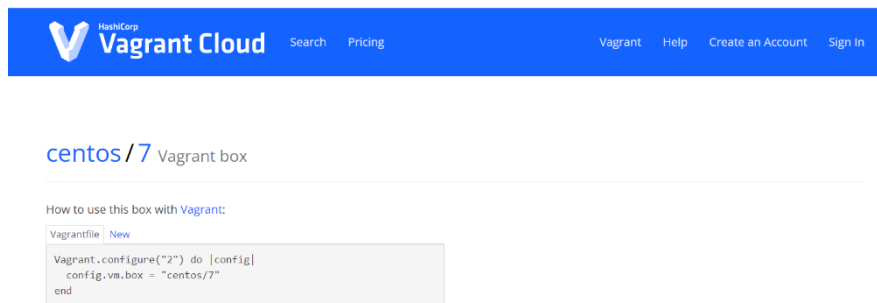 HashiCorp
Vagrant Cloud Search Pricing Vagrant Help Create an Account Sign In
centos / 7 Vagrant box
How to use this box with Vagrant:
Vagrantfile New
Vagrant.configure("2") do |config|
  config.vm.box = "centos/7"
end